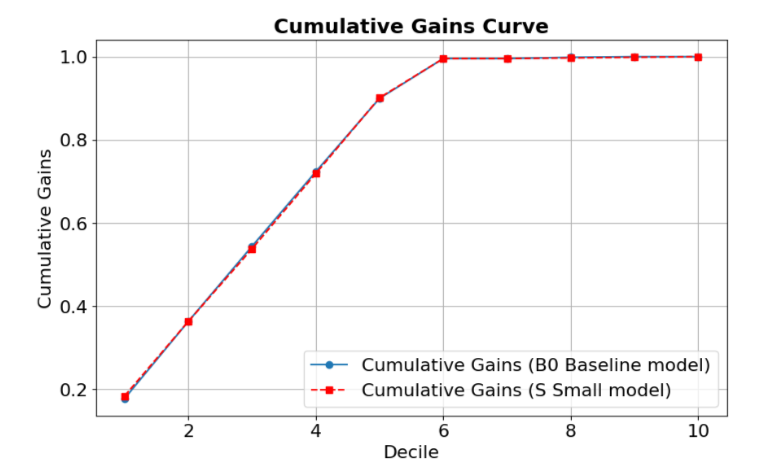 Cumulative Gains Curve
1.0
0.8
0.6
0.4
0.2
Cumulative Gains
Cumulative Gains (B0 Baseline model)
Cumulative Gains (S Small model)
2 4 6 8 10
Decile